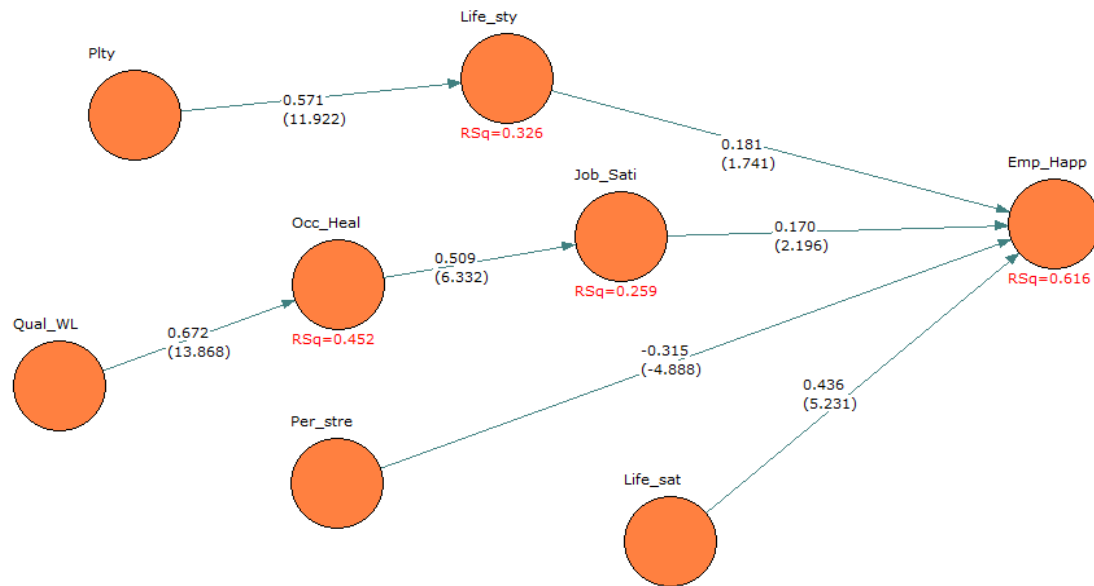 Life_sty
Plty
0.571
(11.922)
RSq=0.326
0.181
(1.741)
Emp_Happ
Job_Sati
Occ_Heal
0.170
(2.196)
0.509
(6.332)
RSq=0.616
RSq=0.259
Qual_WL
0.672
(13.868)
RSq=0.452
-0.315
(-4.888)
0.436
(5.231)
Per_stre
Life_sat